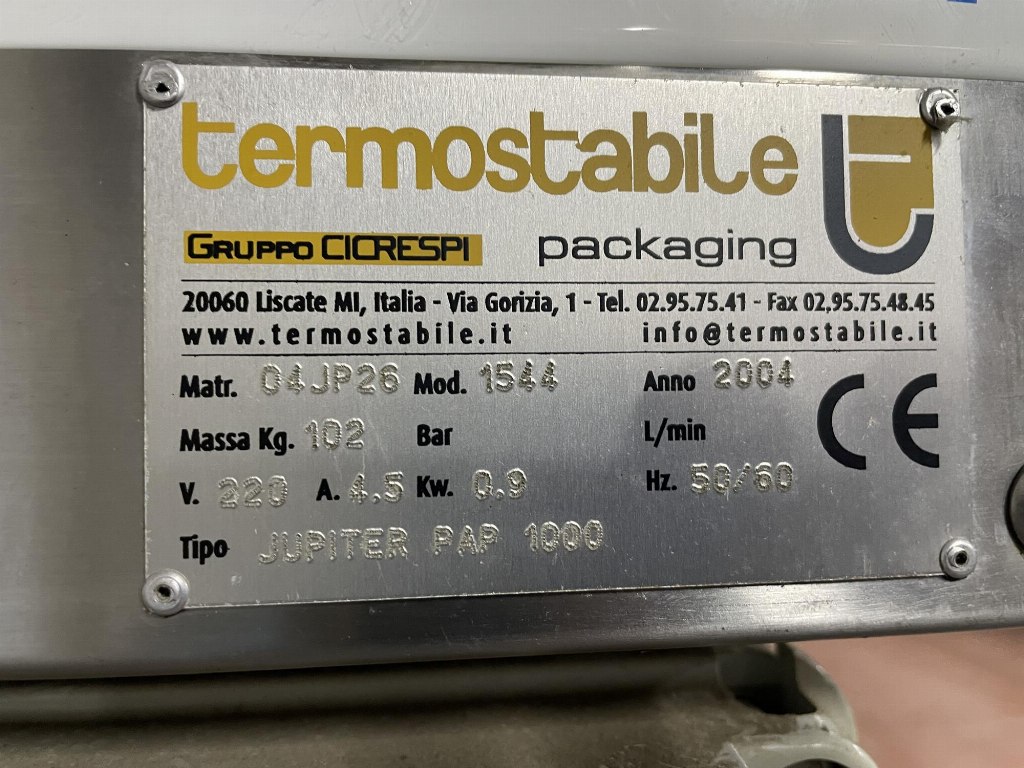 termostabile
GRUPPO CICRESPI packaging
20060 Liscate MI, Italia - Via Gorizia, 1 - Tel. 02.95.75.41 - Fax 02,95.75.48.45
www.termostabile.it info@termostabile.it
Matr. 04JP26 Mod. 1544 Anno 2004
Massa Kg. 102 Bar L/min CE
V. 220 A. 4,5 Kw. 0.9 Hz. 50/60
Tipo JUPITER PAP 1000